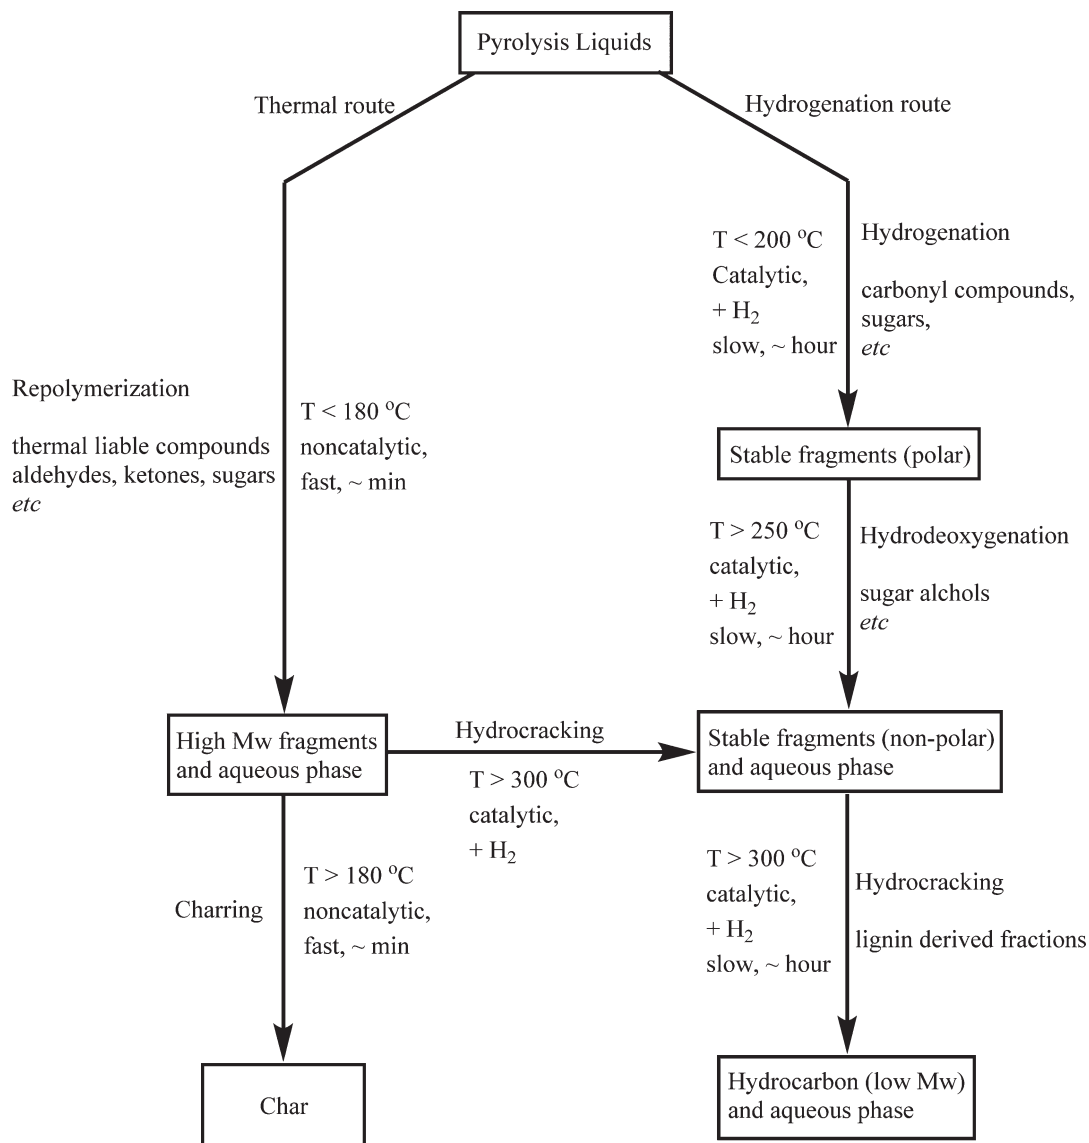 Pyrolysis Liquids
Thermal route
Hydrogenation route
T < 200 °C
Catalytic,
+ H₂
slow, ~ hour
Hydrogenation
carbonyl compounds,
sugars,
etc
Repolymerization
thermal liable compounds
aldehydes, ketones, sugars
etc
T < 180 °C
noncatalytic,
fast, ~ min
Stable fragments (polar)
T > 250 °C
catalytic,
+ H₂
slow, ~ hour
Hydrodeoxygenation
sugar alchols
etc
High Mw fragments
and aqueous phase
Hydrocracking
T > 300 °C
catalytic,
+ H₂
Stable fragments (non-polar)
and aqueous phase
Charring
T > 180 °C
noncatalytic,
fast, ~ min
T > 300 °C
catalytic,
+ H₂
slow, ~ hour
Hydrocracking
lignin derived fractions
Char
Hydrocarbon (low Mw)
and aqueous phase